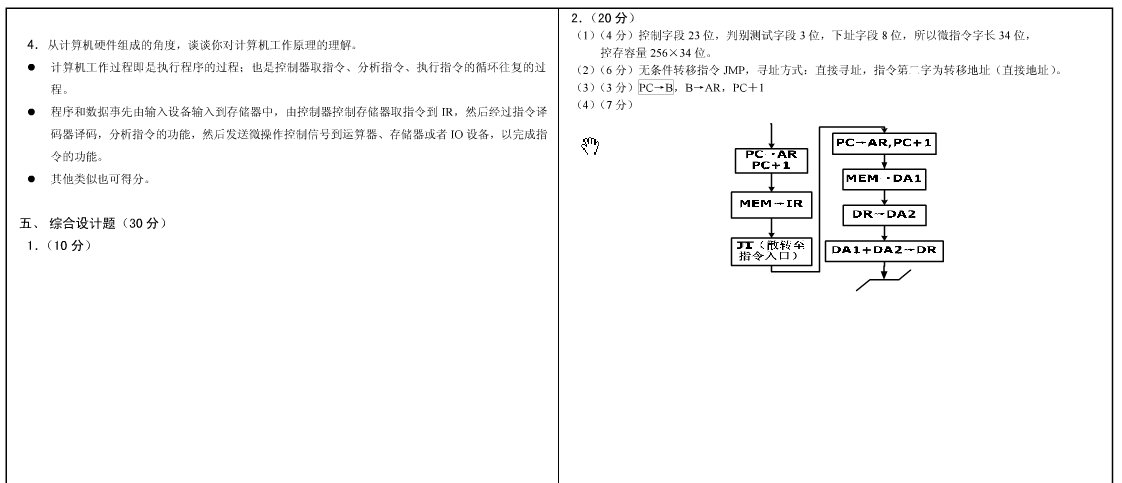 4. 从计算机硬件组成的角度，谈谈你对计算机工作原理的理解。
● 计算机工作过程即是执行程序的过程；也是控制器取指令、分析指令、执行指令的循环往复的过
程。
● 程序和数据事先由输入设备输入到存储器中，由控制器控制存储器取指令到 IR，然后经过指令译
码器译码，分析指令的功能，然后发送微操作控制信号到运算器、存储器或者 IO 设备，以完成指
令的功能。
● 其他类似也可得分。
五、 综合设计题（30 分）
1.（10 分）
2.（20 分）
（1）（4 分）控制字段 23 位，判别测试字段 3 位，下址字段 8 位，所以微指令字长 34 位，
控存容量 256×34 位。
（2）（6 分）无条件转移指令 JMP，寻址方式：直接寻址，指令第二字为转移地址（直接地址）。
（3）（3 分）PC→B，B→AR，PC＋1
（4）（7 分）
PC→AR
PC+1
MEM→IR
J1（散转至
指令入口）
PC→AR,PC+1
MEM→DA1
DR→DA2
DA1+DA2→DR